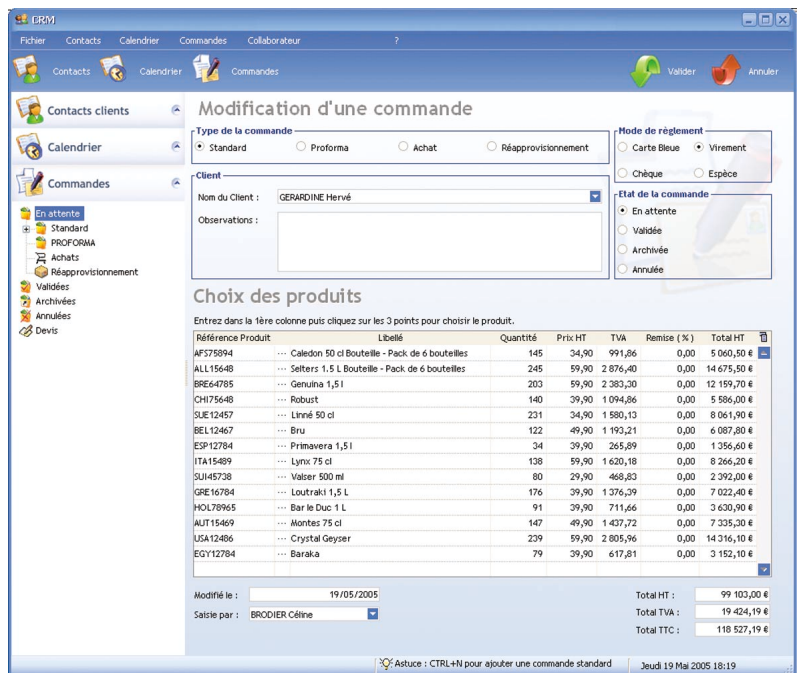 CRM
Fichier Contacts Calendrier Commandes Collaborateur ?
Contacts Calendrier Commandes Valider Annuler
Contacts clients
Calendrier
Commandes
En attente
Standard
PROFORMA
Achats
Réapprovisionnement
Validées
Archivées
Annulées
Devis
Modification d'une commande
Type de la commande
Standard Proforma Achat Réapprovisionnement
Mode de règlement
Carte Bleue Virement
Chèque Espèce
Client
Nom du Client : GERARDINE Hervé
Observations :
Etat de la commande
En attente
Validée
Archivée
Annulée
Choix des produits
Entrez dans la 1ère colonne puis cliquez sur les 3 points pour choisir le produit.
Référence Produit Libellé Quantité Prix HT TVA Remise (%) Total HT
AFS75894 ... Caledon 50 cl Bouteille - Pack de 6 bouteilles 145 34,90 991,86 0,00 5 060,50 €
ALL15648 ... Selters 1.5 L Bouteille - Pack de 6 bouteilles 245 59,90 2 876,40 0,00 14 675,50 €
BRE64785 ... Genuina 1,5 l 203 59,90 2 383,30 0,00 12 159,70 €
CHI75648 ... Robust 140 39,90 1 094,86 0,00 5 586,00 €
SUE12457 ... Linné 50 cl 231 34,90 1 580,13 0,00 8 061,90 €
BEL12467 ... Bru 122 49,90 1 193,21 0,00 6 087,80 €
ESP12784 ... Primavera 1,5 l 34 39,90 265,89 0,00 1 356,60 €
ITA15489 ... Lynx 75 cl 138 59,90 1 620,18 0,00 8 266,20 €
SUI45738 ... Valser 500 ml 80 29,90 468,83 0,00 2 392,00 €
GRE16784 ... Loutraki 1,5 L 176 39,90 1 376,39 0,00 7 022,40 €
HOL78965 ... Bar le Duc 1 L 91 39,90 711,66 0,00 3 630,90 €
AUT15469 ... Montes 75 cl 147 49,90 1 437,72 0,00 7 335,30 €
USA12486 ... Crystal Geyser 239 59,90 2 805,96 0,00 14 316,10 €
EGY12784 ... Baraka 79 39,90 617,81 0,00 3 152,10 €
Modifié le : 19/05/2005
Saisie par : BRODIER Céline
Total HT : 99 103,00 €
Total TVA : 19 424,19 €
Total TTC : 118 527,19 €
Astuce : CTRL+N pour ajouter une commande standard Jeudi 19 Mai 2005 18:19